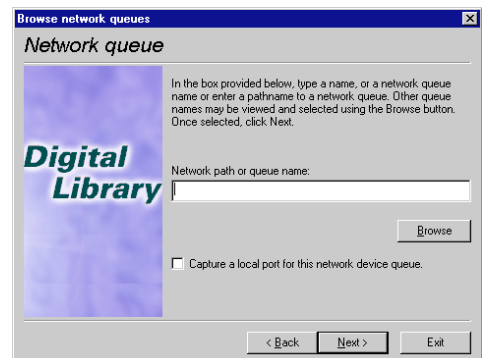 Browse network queues
Network queue
In the box provided below, type a name, or a network queue
name or enter a pathname to a network queue. Other queue
names may be viewed and selected using the Browse button.
Once selected, click Next.
Digital
Library
Network path or queue name:
Browse
Capture a local port for this network device queue.
< Back
Next >
Exit